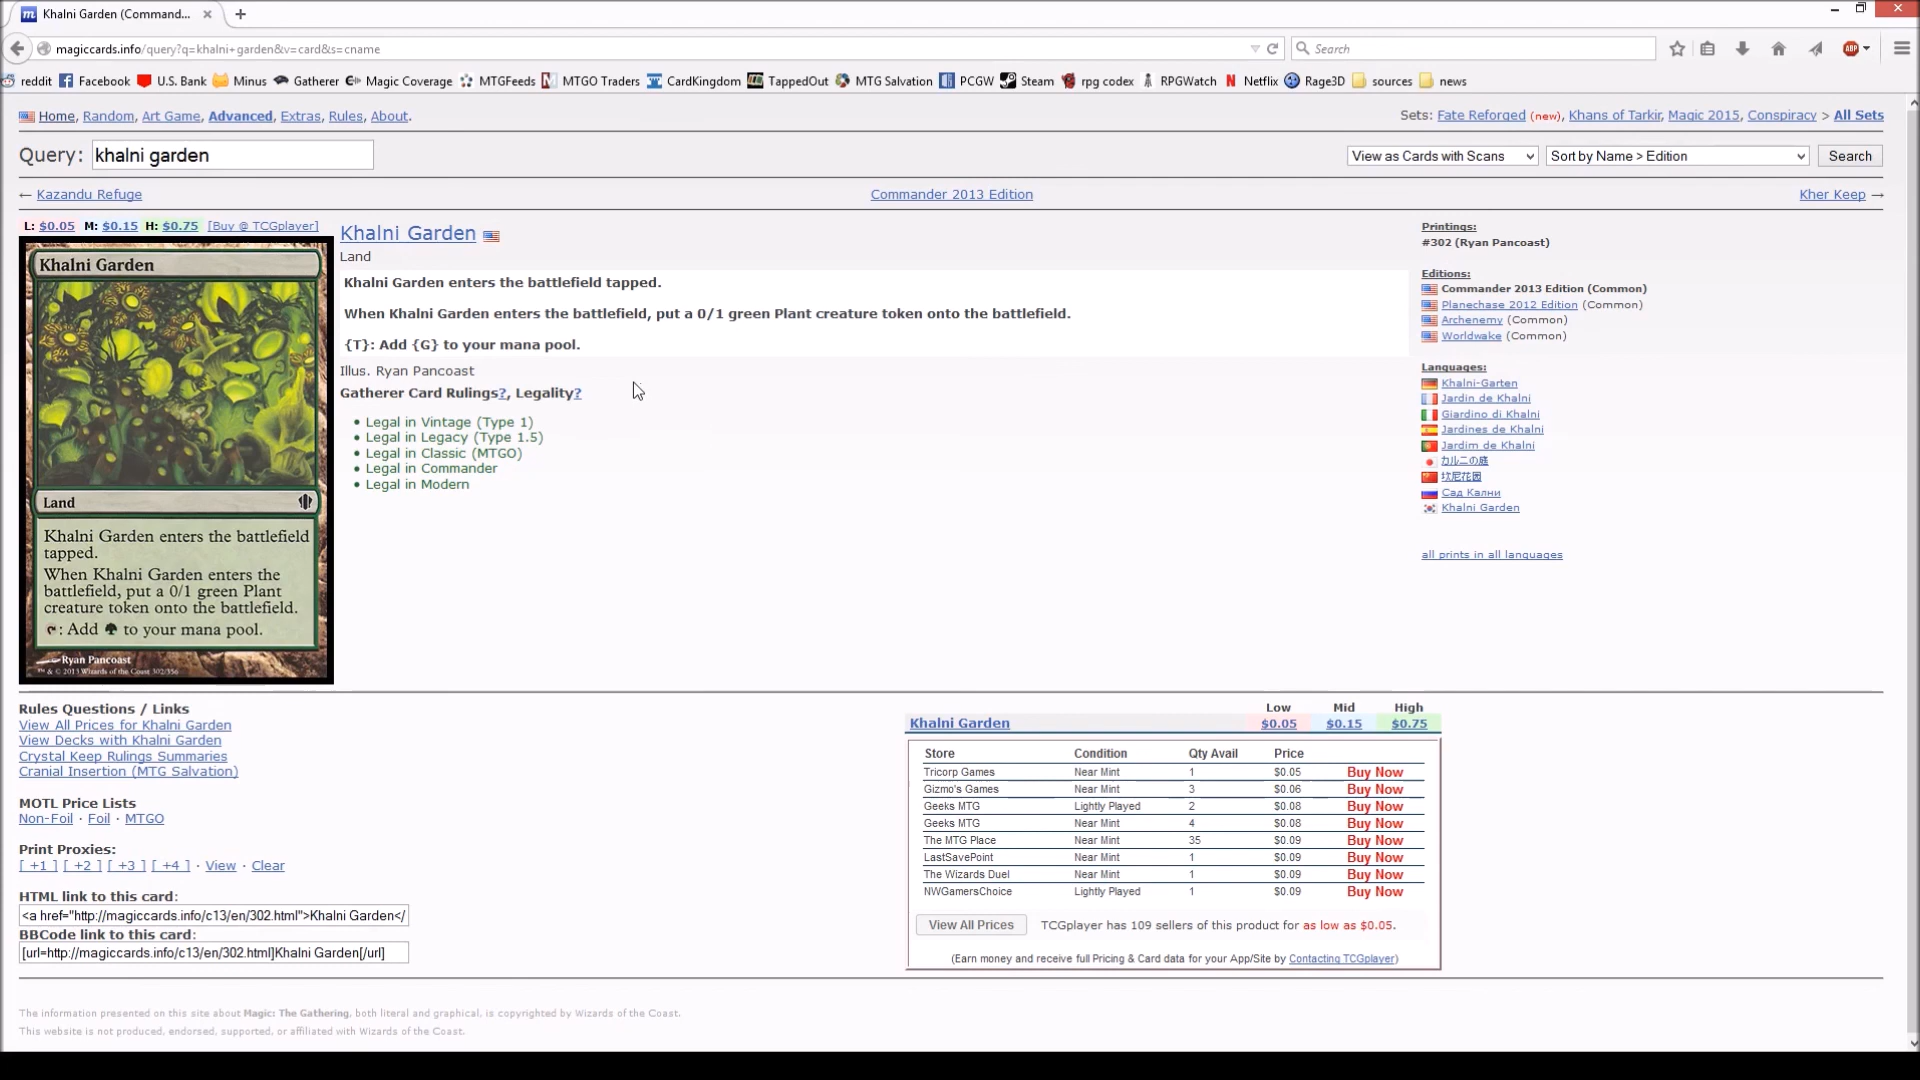 Khalni Garden (Command...
magiccards.info/query?q=khalni+garden&v=card&s=cname
Search
ABP
reddit Facebook U.S. Bank Minus Gatherer Magic Coverage MTGFeeds MTGO Traders CardKingdom TappedOut MTG Salvation PCGW Steam rpg codex RPGWatch Netflix Rage3D sources news
Home, Random, Art Game, Advanced, Extras, Rules, About.
Sets: Fate Reforged (new), Khans of Tarkir, Magic 2015, Conspiracy > All Sets
Query: khalni garden
View as Cards with Scans Sort by Name > Edition Search
← Kazandu Refuge Commander 2013 Edition Kher Keep →
L: $0.05 M: $0.15 H: $0.75 [Buy @ TCGplayer]
Khalni Garden
Land
Khalni Garden enters the battlefield tapped.
When Khalni Garden enters the battlefield, put a 0/1 green Plant creature token onto the battlefield.
{T}: Add {G} to your mana pool.
Illus. Ryan Pancoast
Gatherer Card Rulings?, Legality?
• Legal in Vintage (Type 1)
• Legal in Legacy (Type 1.5)
• Legal in Classic (MTGO)
• Legal in Commander
• Legal in Modern
Khalni Garden
Land
Khalni Garden enters the battlefield
tapped.
When Khalni Garden enters the
battlefield, put a 0/1 green Plant
creature token onto the battlefield.
: Add to your mana pool.
Ryan Pancoast
™ & © 2013 Wizards of the Coast 302/356
Printings:
#302 (Ryan Pancoast)
Editions:
Commander 2013 Edition (Common)
Planechase 2012 Edition (Common)
Archenemy (Common)
Worldwake (Common)
Languages:
Khalni-Garten
Jardin de Khalni
Giardino di Khalni
Jardines de Khalni
Jardim de Khalni
カルニの庭
坎尼花园
Сад Кални
Khalni Garden
all prints in all languages
Rules Questions / Links
View All Prices for Khalni Garden
View Decks with Khalni Garden
Crystal Keep Rulings Summaries
Cranial Insertion (MTG Salvation)
MOTL Price Lists
Non-Foil · Foil · MTGO
Print Proxies:
[ +1 ] [ +2 ] [ +3 ] [ +4 ] · View · Clear
HTML link to this card:
<a href="http://magiccards.info/c13/en/302.html">Khalni Garden</
BBCode link to this card:
[url=http://magiccards.info/c13/en/302.html]Khalni Garden[/url]
Low Mid High
Khalni Garden $0.05 $0.15 $0.75
Store Condition Qty Avail Price
Tricorp Games Near Mint 1 $0.05 Buy Now
Gizmo's Games Near Mint 3 $0.06 Buy Now
Geeks MTG Lightly Played 2 $0.08 Buy Now
Geeks MTG Near Mint 4 $0.08 Buy Now
The MTG Place Near Mint 35 $0.09 Buy Now
LastSavePoint Near Mint 1 $0.09 Buy Now
The Wizards Duel Near Mint 1 $0.09 Buy Now
NWGamersChoice Lightly Played 1 $0.09 Buy Now
View All Prices TCGplayer has 109 sellers of this product for as low as $0.05.
(Earn money and receive full Pricing & Card data for your App/Site by Contacting TCGplayer)
The information presented on this site about Magic: The Gathering, both literal and graphical, is copyrighted by Wizards of the Coast.
This website is not produced, endorsed, supported, or affiliated with Wizards of the Coast.